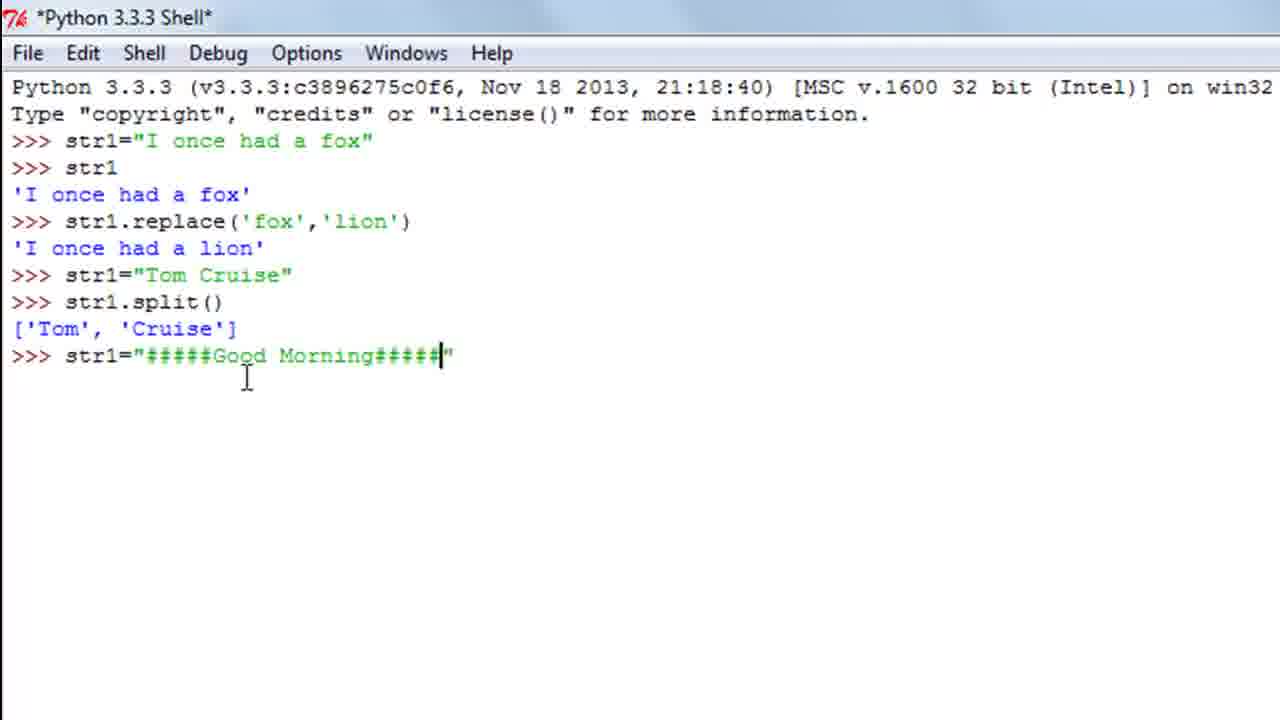 *Python 3.3.3 Shell*
File Edit Shell Debug Options Windows Help
Python 3.3.3 (v3.3.3:c3896275c0f6, Nov 18 2013, 21:18:40) [MSC v.1600 32 bit (Intel)] on win32
Type "copyright", "credits" or "license()" for more information.
>>> str1="I once had a fox"
>>> str1
'I once had a fox'
>>> str1.replace('fox','lion')
'I once had a lion'
>>> str1="Tom Cruise"
>>> str1.split()
['Tom', 'Cruise']
>>> str1="#####Good Morning#####"